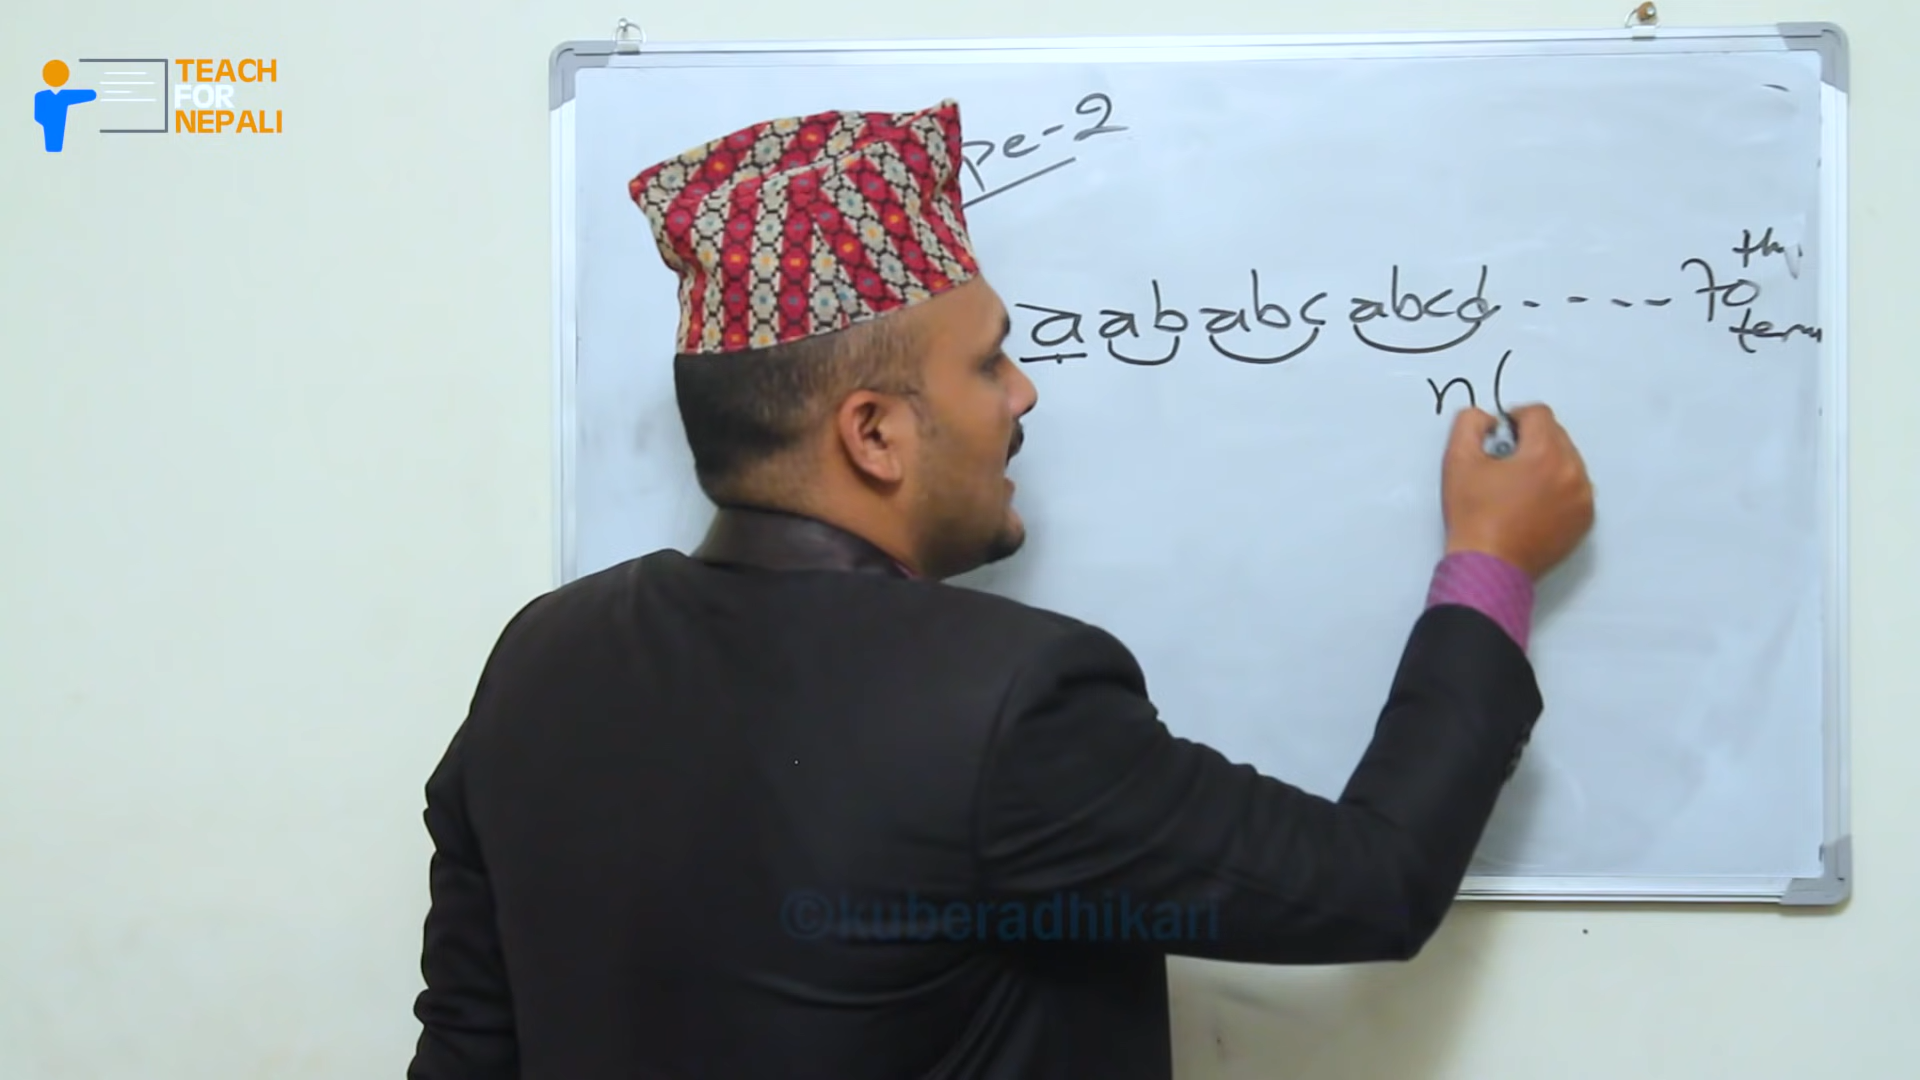 TEACH
FOR
NEPALI
pe-2
a ab abc abcd ----- 70th term
n(
©kuberadhikari